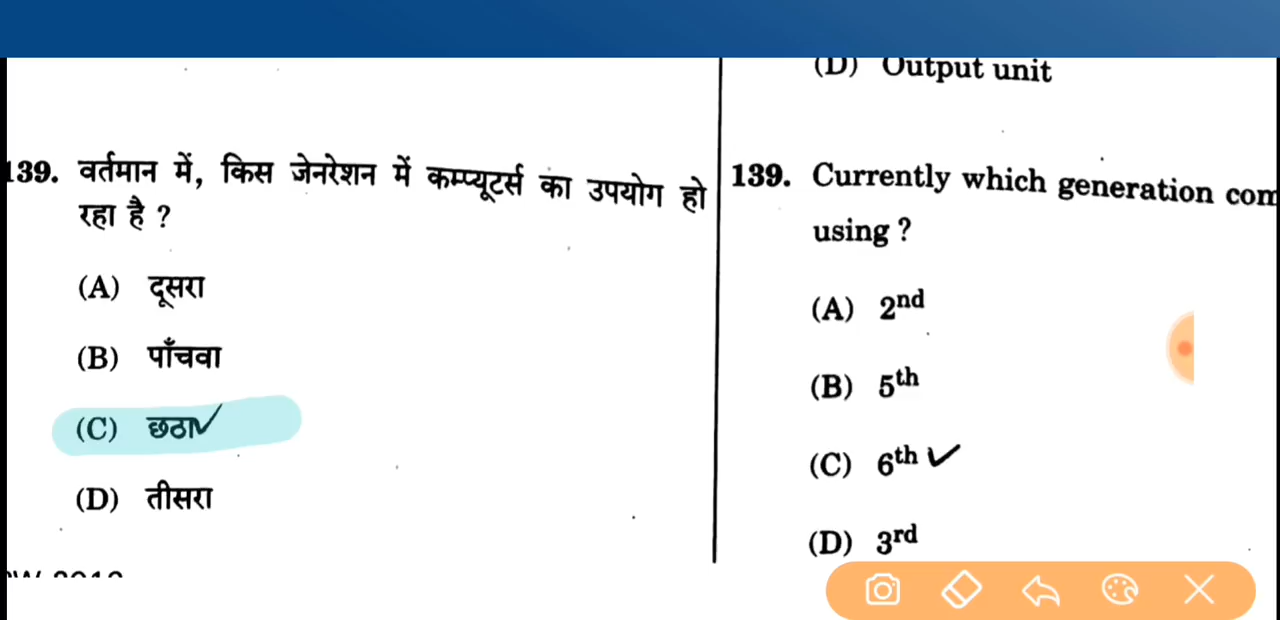 (D) Output unit
139. वर्तमान में, किस जेनरेशन में कम्प्यूटर्स का उपयोग हो
रहा है ?
(A) दूसरा
(B) पाँचवा
(C) छठा
(D) तीसरा
139. Currently which generation com
using ?
(A) 2nd
(B) 5th
(C) 6th
(D) 3rd